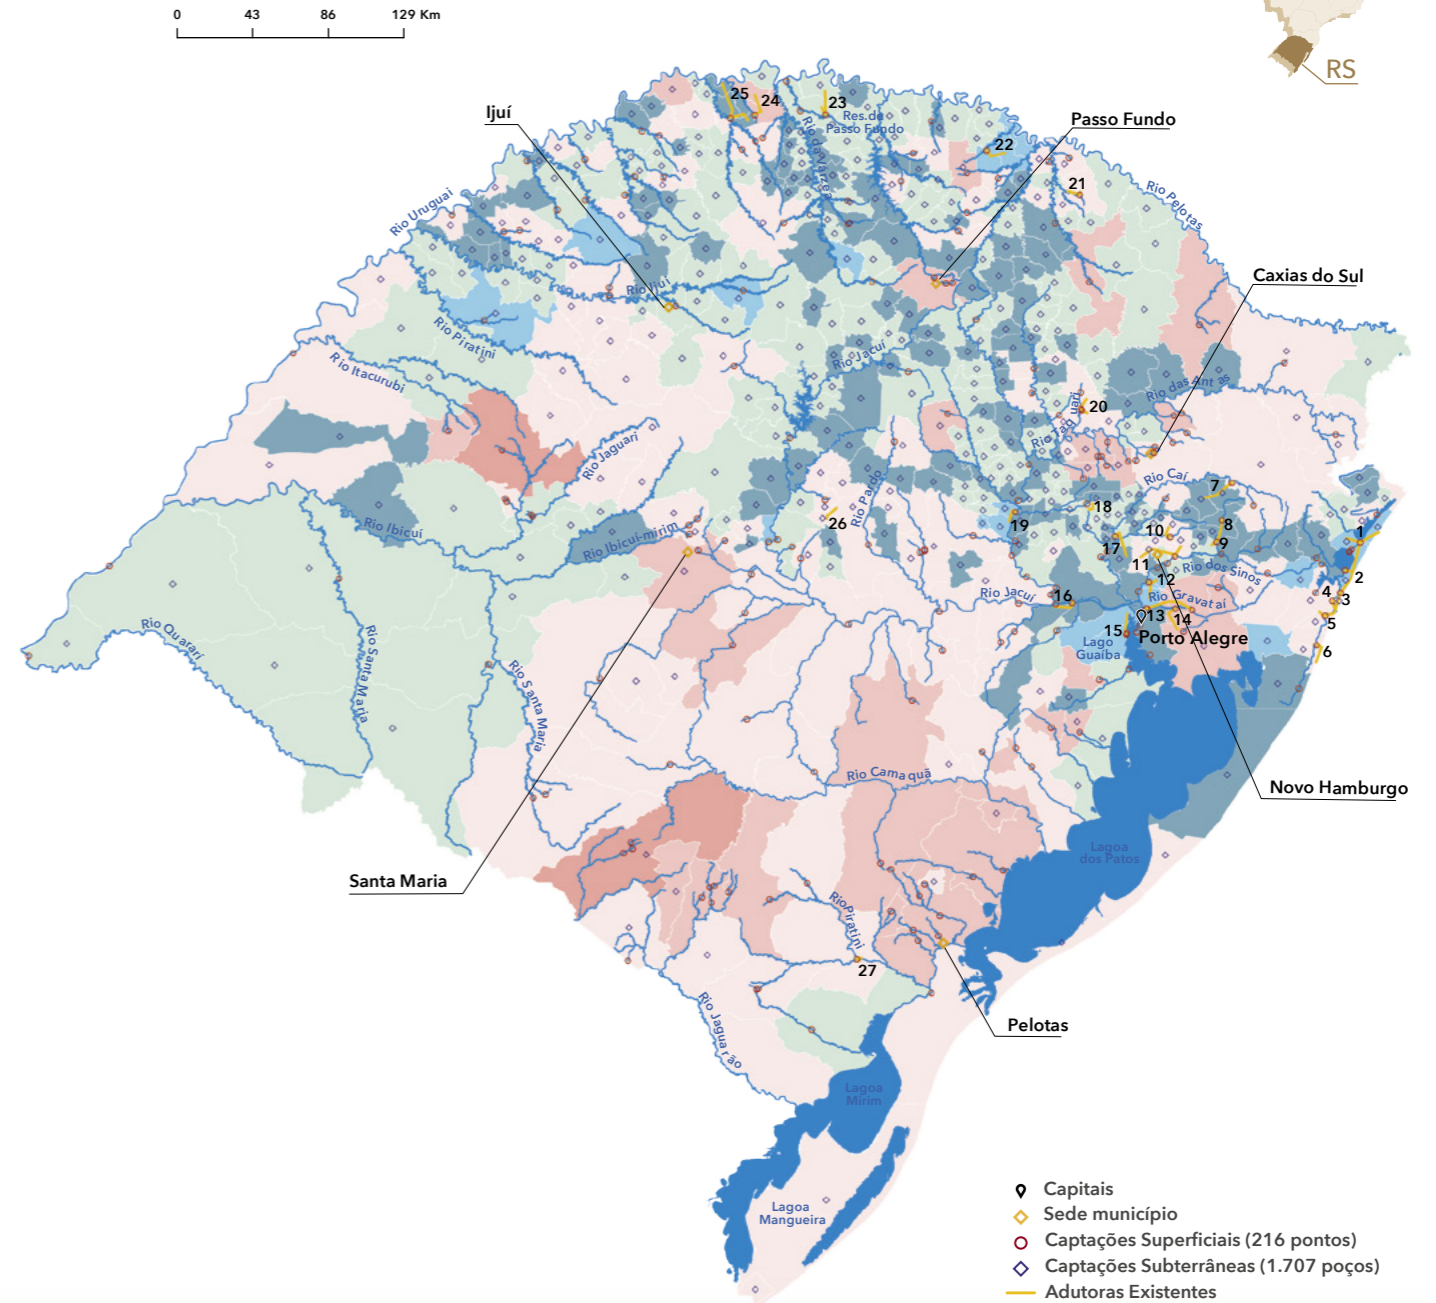 0 43 86 129 Km
RS
Ijuí
25
24
23
Res.de
Passo Fundo
Passo Fundo
22
21
Rio da Várzea
Rio Pelotas
Rio Uruguai
Caxias do Sul
Rio Ijuí
Rio Piratini
Rio Itacurubi
Rio Jacuí
Rio das Antas
20
Rio Taquari
Rio Jaguari
Rio Caí
7
Rio Pardo
26
18
19
8
10
9
17
11
1
Rio Ibicuí
Rio Ibicui-mirim
Rio dos Sinos
2
12
4
3
Rio Jacuí
16
Rio Gravataí
13
14
5
15
Porto Alegre
Lago
Guaíba
6
Rio Quaraí
Rio Santa Maria
Rio Santa Maria
Rio Camaquã
Novo Hamburgo
Lagoa
dos Patos
Santa Maria
Rio Piratini
27
Rio Jaguarão
Pelotas
Lagoa
Mirim
Lagoa
Mangueira
Capitais
Sede município
Captações Superficiais (216 pontos)
Captações Subterrâneas (1.707 poços)
Adutoras Existentes